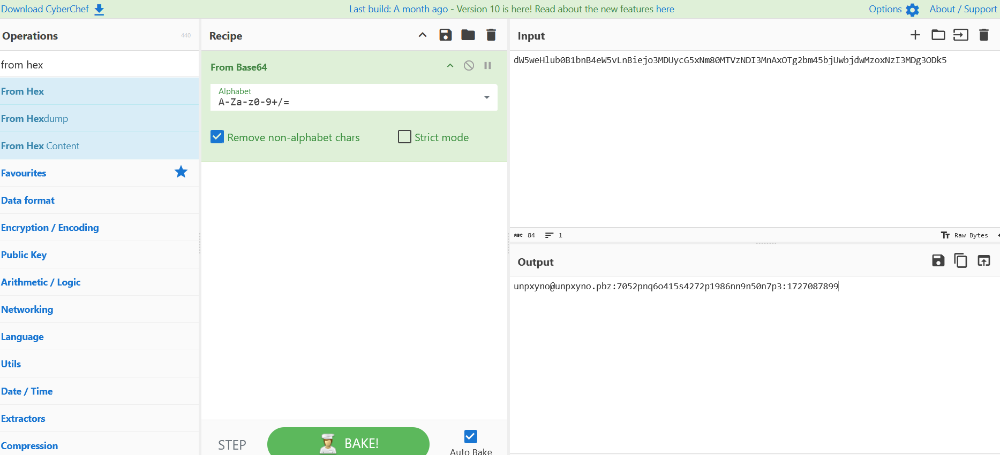 Download CyberChef
Last build: A month ago - Version 10 is here! Read about the new features here
Options
About / Support
Operations
440
from hex
From Hex
From Hexdump
From Hex Content
Favourites
Data format
Encryption / Encoding
Public Key
Arithmetic / Logic
Networking
Language
Utils
Date / Time
Extractors
Compression
Recipe
From Base64
Alphabet
A-Za-z0-9+/=
Remove non-alphabet chars
Strict mode
STEP
BAKE!
Auto Bake
Input
dW5weHlub0B1bnB4eW5vLnBiejo3MDUycG5xNm80MTVzNDI3MnAxOTg2bm45bjUwbjdwMzoxNzI3MDg3ODk5
ABC 84
1
Tт Raw Bytes
Output
unpxyno@unpxyno.pbz:7052pnq6o415s4272p1986nn9n50n7p3:1727087899